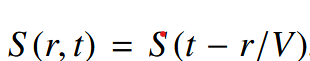 S(r, t) = S(t − r/V)